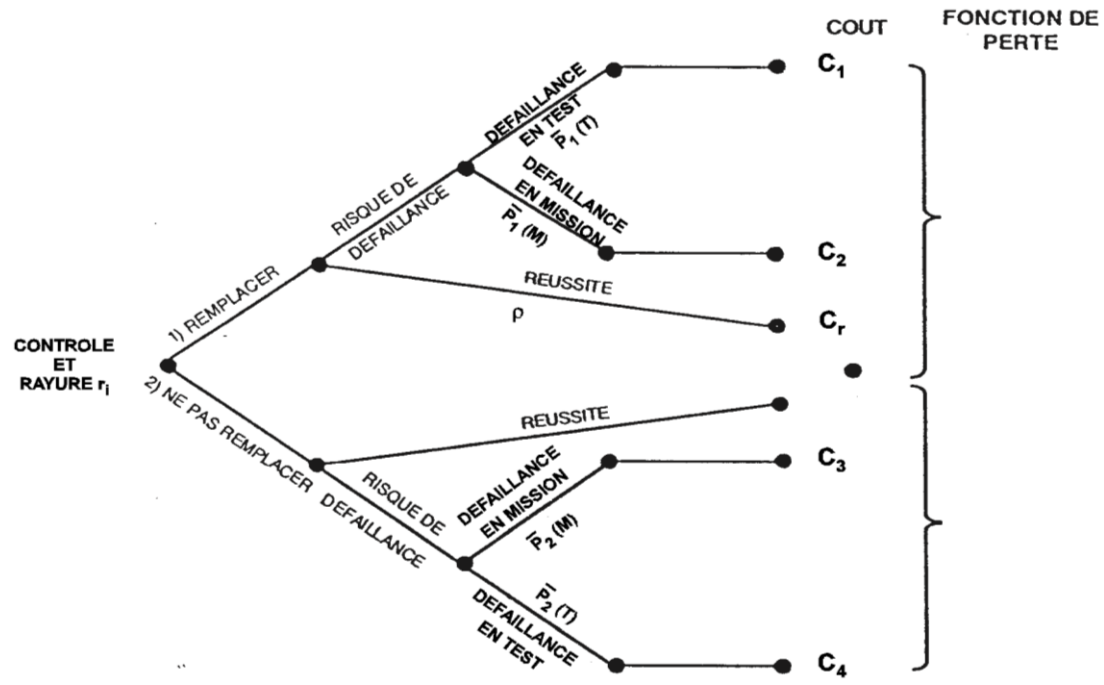 COUT
FONCTION DE
PERTE
C1
DEFAILLANCE
EN TEST
P̅1 (T)
DEFAILLANCE
EN MISSION
P̅1 (M)
C2
RISQUE DE
DEFAILLANCE
REUSSITE
ρ
Cr
1) REMPLACER
CONTROLE
ET
RAYURE ri
2) NE PAS REMPLACER
REUSSITE
C3
RISQUE DE
DEFAILLANCE
DEFAILLANCE
EN MISSION
P̅2 (M)
P̅2 (T)
DEFAILLANCE
EN TEST
C4